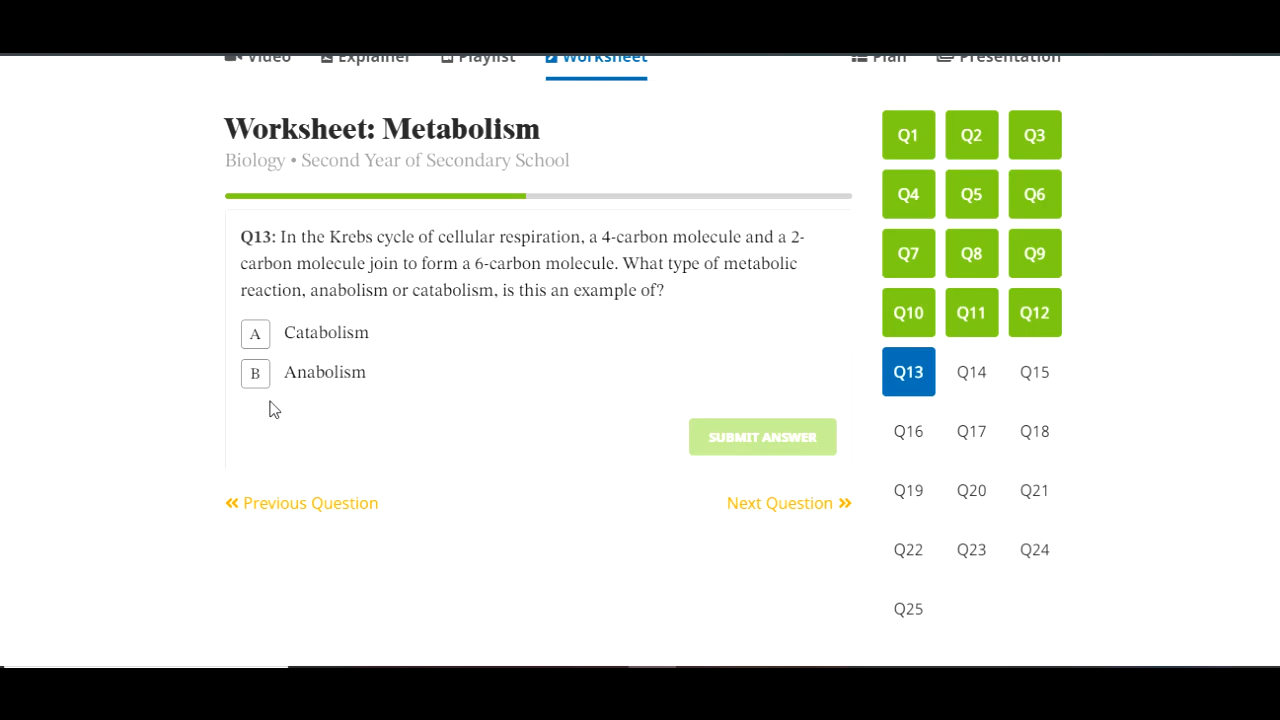 Video Explainer Playlist Worksheet Plan Presentation
Worksheet: Metabolism
Biology • Second Year of Secondary School
Q13: In the Krebs cycle of cellular respiration, a 4-carbon molecule and a 2-
carbon molecule join to form a 6-carbon molecule. What type of metabolic
reaction, anabolism or catabolism, is this an example of?
A Catabolism
B Anabolism
SUBMIT ANSWER
Previous Question
Next Question
Q1 Q2 Q3
Q4 Q5 Q6
Q7 Q8 Q9
Q10 Q11 Q12
Q13 Q14 Q15
Q16 Q17 Q18
Q19 Q20 Q21
Q22 Q23 Q24
Q25